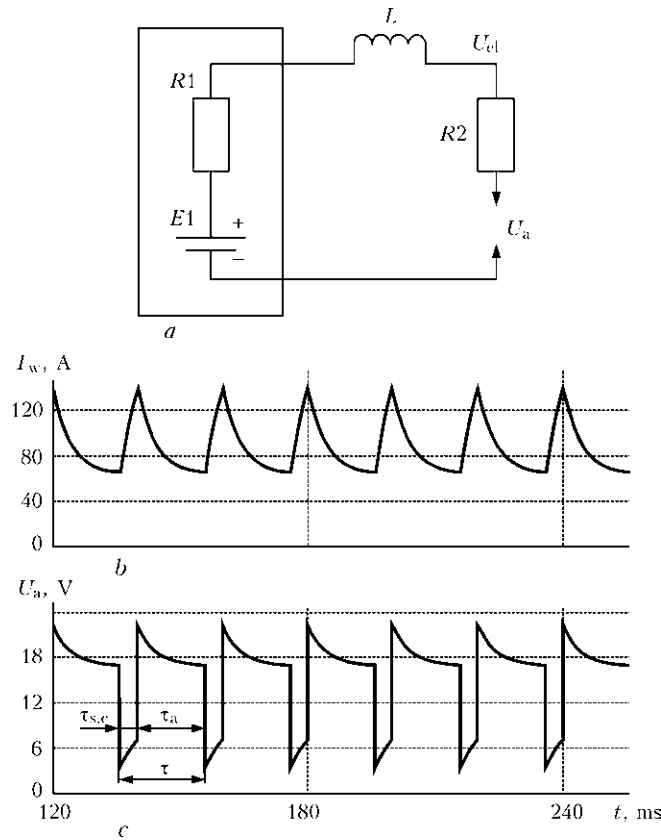 L
U_el
R1
R2
E1
+
−
U_a
a
I_w, A
120
80
40
0
b
U_a, V
18
12
τ_s.c
τ_a
6
τ
0
120
180
240
t, ms
c